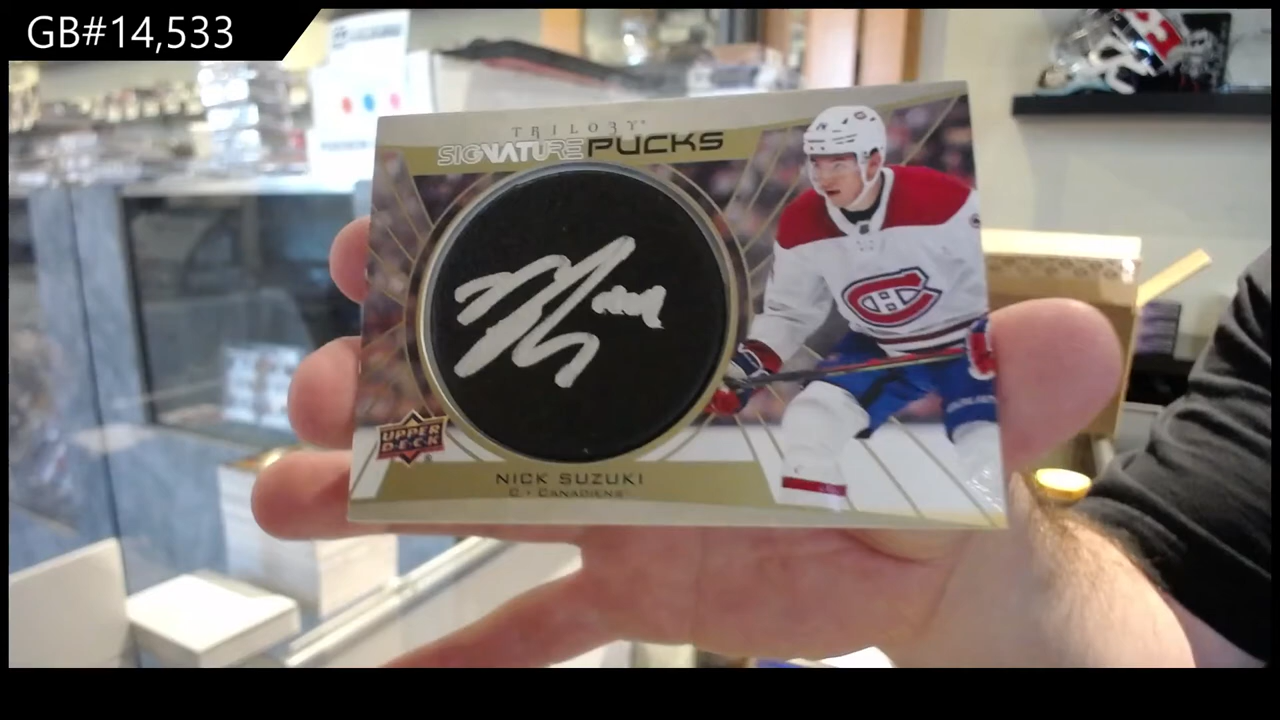 GB#14,533
TRILOGY
SIGNATURE PUCKS
UPPER
DECK
NICK SUZUKI
C • CANADIENS